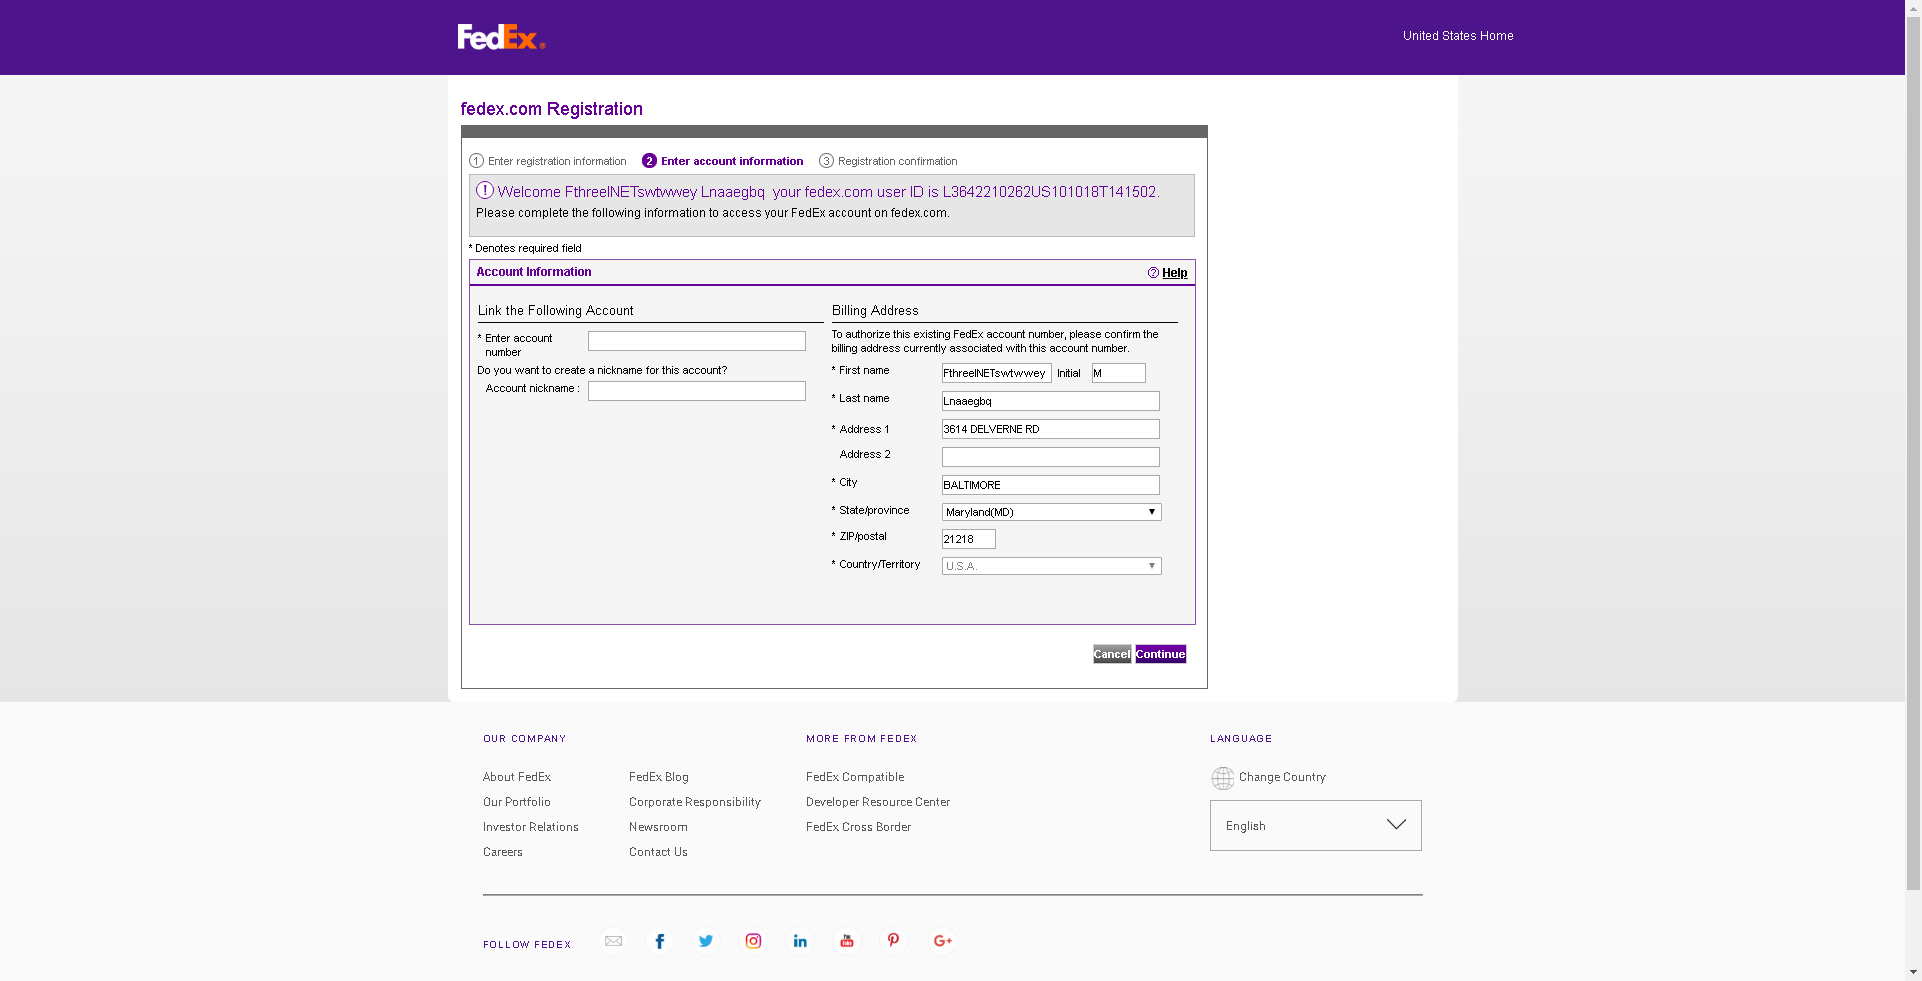 FedEx®
United States Home
fedex.com Registration
1 Enter registration information 2 Enter account information 3 Registration confirmation
! Welcome FthreeINETswtwwey Lnaaegbq your fedex.com user ID is L3642210262US101018T141502.
Please complete the following information to access your FedEx account on fedex.com.
* Denotes required field
Account Information
? Help
Link the Following Account
* Enter account
number
Do you want to create a nickname for this account?
Account nickname :
Billing Address
To authorize this existing FedEx account number, please confirm the
billing address currently associated with this account number.
* First name FthreeINETswtwwey Initial M
* Last name Lnaaegbq
* Address 1 3614 DELVERNE RD
Address 2
* City BALTIMORE
* State/province Maryland(MD)
* ZIP/postal 21218
* Country/Territory U.S.A.
Cancel Continue
OUR COMPANY
About FedEx
Our Portfolio
Investor Relations
Careers
FedEx Blog
Corporate Responsibility
Newsroom
Contact Us
MORE FROM FEDEX
FedEx Compatible
Developer Resource Center
FedEx Cross Border
LANGUAGE
Change Country
English
FOLLOW FEDEX